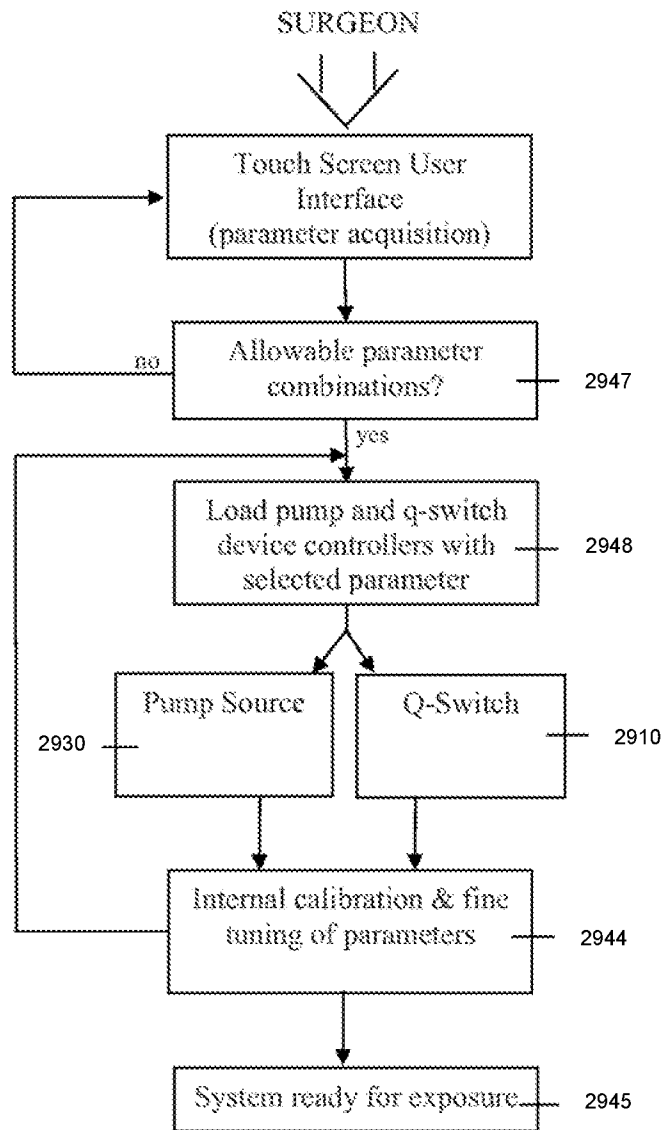 SURGEON
Touch Screen User
Interface
(parameter acquisition)
no
Allowable parameter
combinations?
2947
yes
Load pump and q-switch
device controllers with
selected parameter
2948
Pump Source
2930
Q-Switch
2910
Internal calibration & fine
tuning of parameters
2944
System ready for exposure
2945